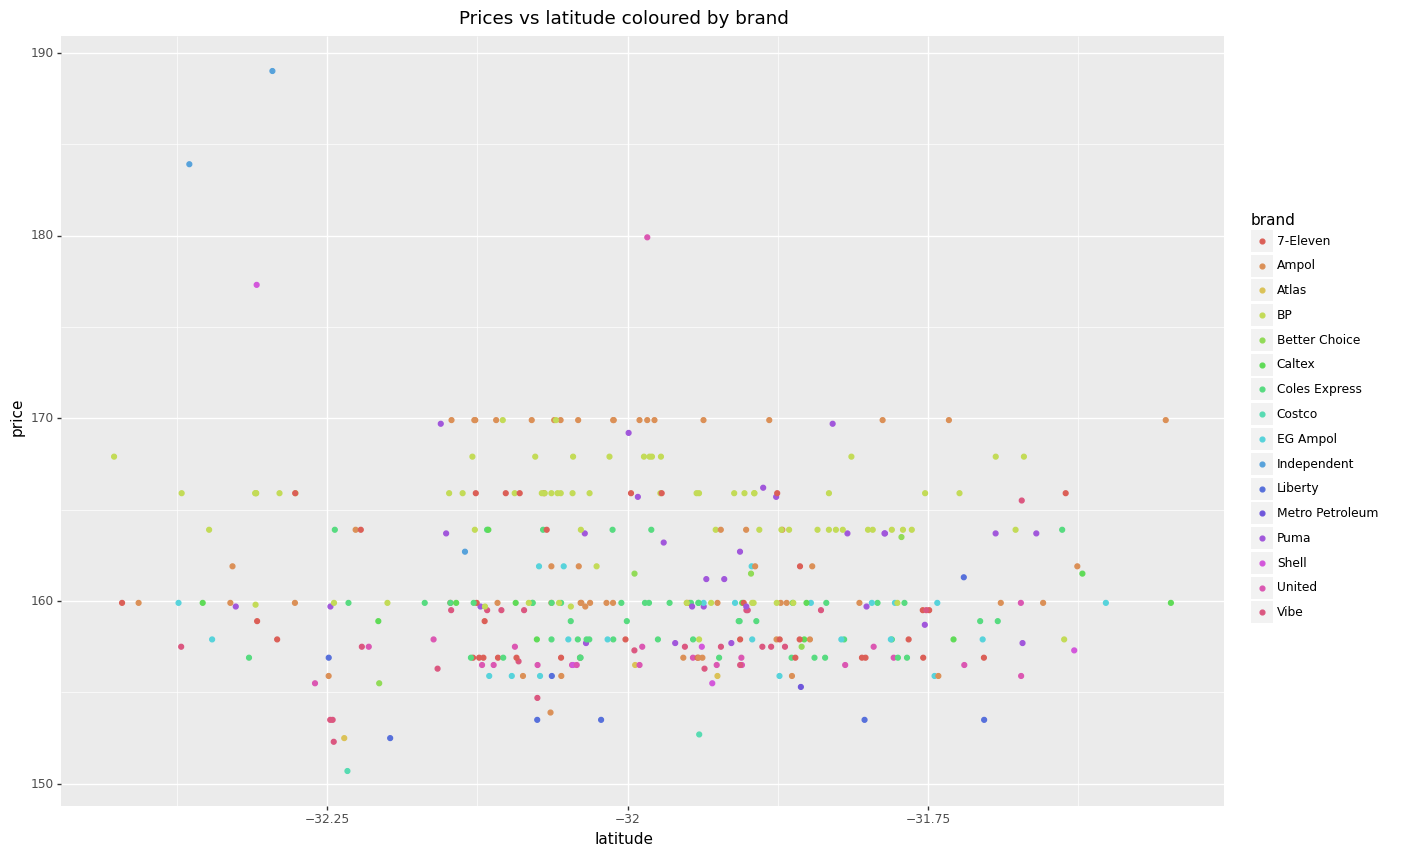 Prices vs latitude coloured by brand
190
180
170
160
150
price
−32.25
−32
−31.75
latitude
brand
7-Eleven
Ampol
Atlas
BP
Better Choice
Caltex
Coles Express
Costco
EG Ampol
Independent
Liberty
Metro Petroleum
Puma
Shell
United
Vibe